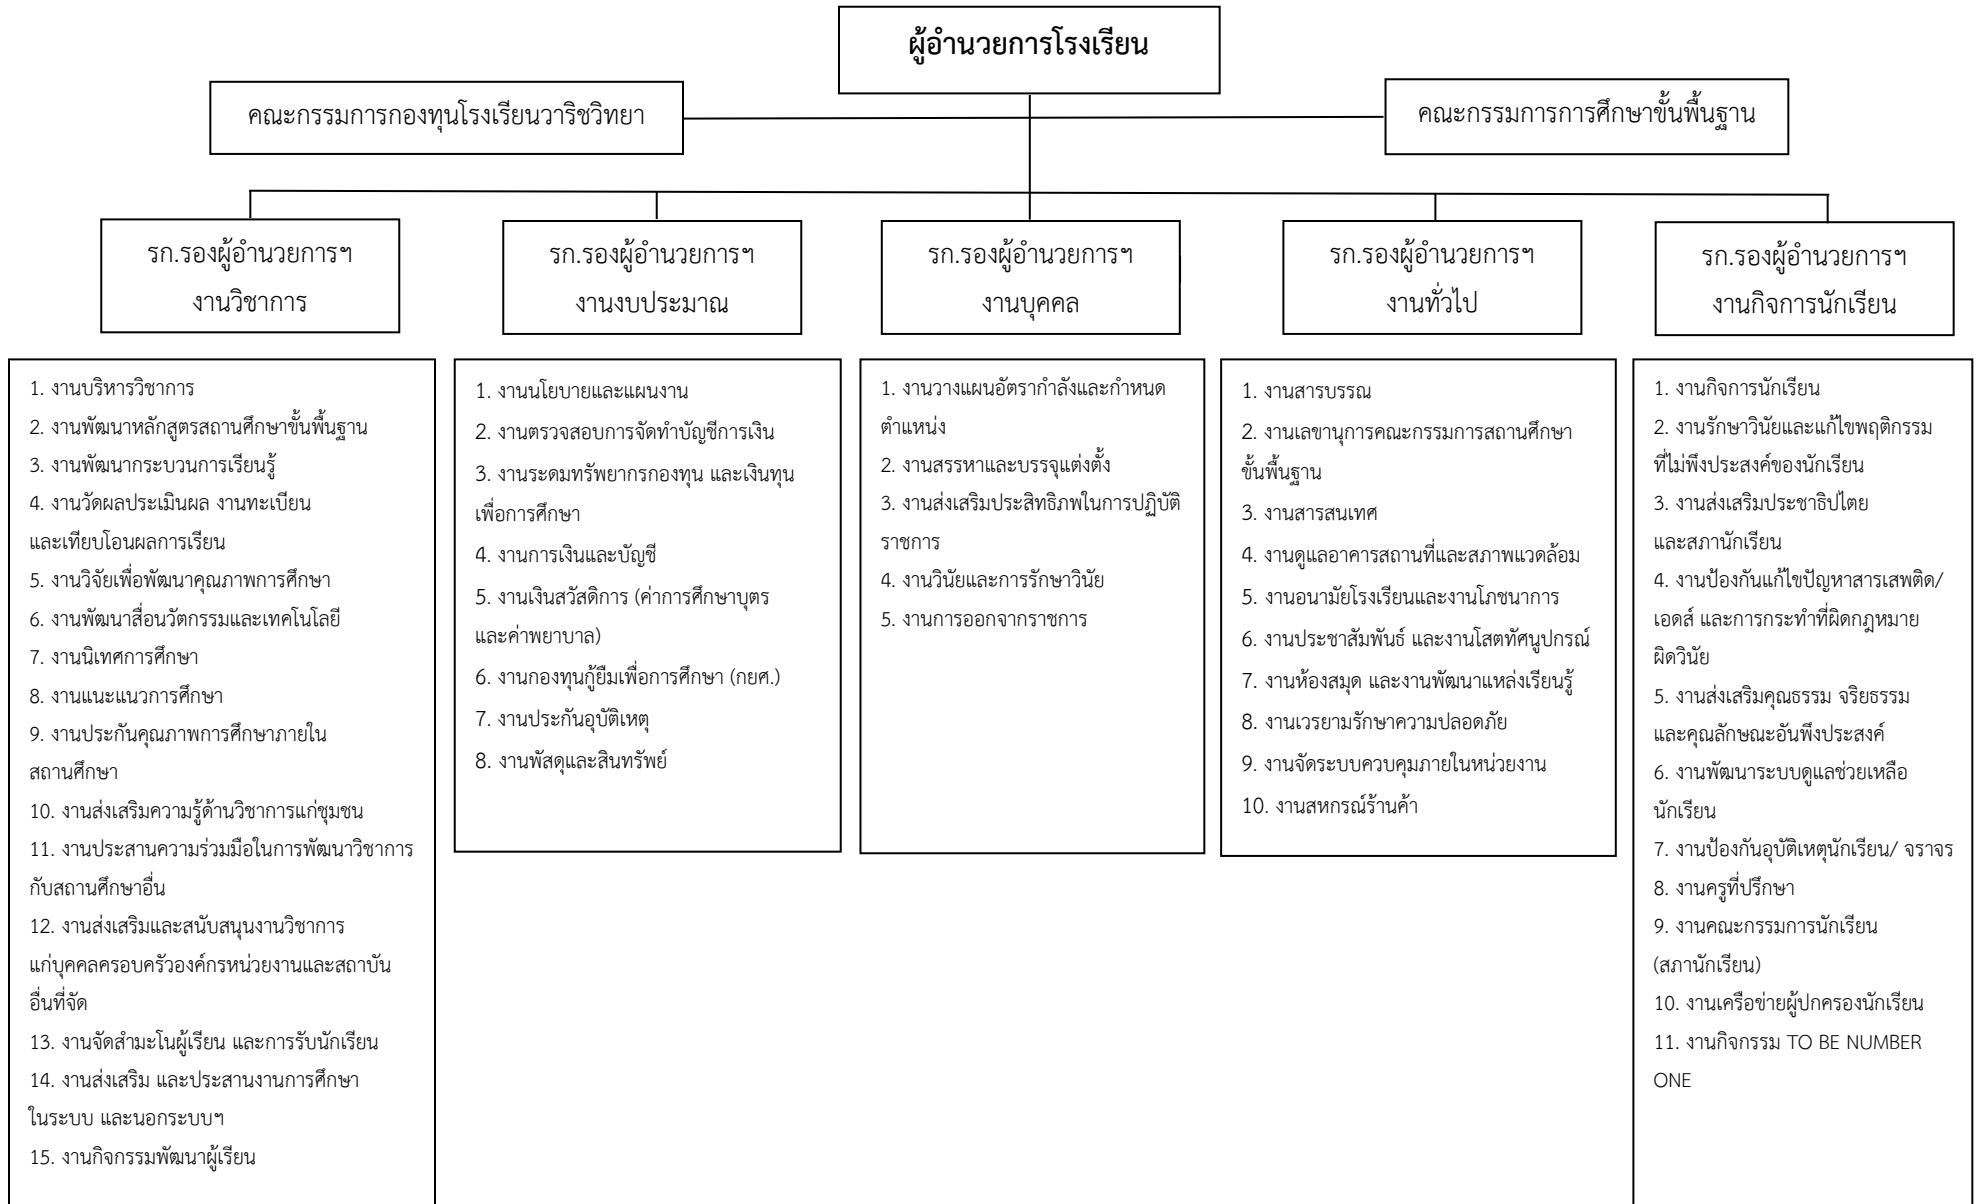 ผู้อำนวยการโรงเรียน
คณะกรรมการกองทุนโรงเรียนวาริชวิทยา
คณะกรรมการการศึกษาขั้นพื้นฐาน
รก.รองผู้อำนวยการฯ
งานวิชาการ
รก.รองผู้อำนวยการฯ
งานงบประมาณ
รก.รองผู้อำนวยการฯ
งานบุคคล
รก.รองผู้อำนวยการฯ
งานทั่วไป
รก.รองผู้อำนวยการฯ
งานกิจการนักเรียน
1. งานบริหารวิชาการ
2. งานพัฒนาหลักสูตรสถานศึกษาขั้นพื้นฐาน
3. งานพัฒนากระบวนการเรียนรู้
4. งานวัดผลประเมินผล งานทะเบียน
และเทียบโอนผลการเรียน
5. งานวิจัยเพื่อพัฒนาคุณภาพการศึกษา
6. งานพัฒนาสื่อนวัตกรรมและเทคโนโลยี
7. งานนิเทศการศึกษา
8. งานแนะแนวการศึกษา
9. งานประกันคุณภาพการศึกษาภายใน
สถานศึกษา
10. งานส่งเสริมความรู้ด้านวิชาการแก่ชุมชน
11. งานประสานความร่วมมือในการพัฒนาวิชาการ
กับสถานศึกษาอื่น
12. งานส่งเสริมและสนับสนุนงานวิชาการ
แก่บุคคลครอบครัวองค์กรหน่วยงานและสถาบัน
อื่นที่จัด
13. งานจัดสำมะโนผู้เรียน และการรับนักเรียน
14. งานส่งเสริม และประสานงานการศึกษา
ในระบบ และนอกระบบฯ
15. งานกิจกรรมพัฒนาผู้เรียน
1. งานนโยบายและแผนงาน
2. งานตรวจสอบการจัดทำบัญชีการเงิน
3. งานระดมทรัพยากรกองทุน และเงินทุน
เพื่อการศึกษา
4. งานการเงินและบัญชี
5. งานเงินสวัสดิการ (ค่าการศึกษาบุตร
และค่าพยาบาล)
6. งานกองทุนกู้ยืมเพื่อการศึกษา (กยศ.)
7. งานประกันอุบัติเหตุ
8. งานพัสดุและสินทรัพย์
1. งานวางแผนอัตรากำลังและกำหนด
ตำแหน่ง
2. งานสรรหาและบรรจุแต่งตั้ง
3. งานส่งเสริมประสิทธิภพในการปฏิบัติ
ราชการ
4. งานวินัยและการรักษาวินัย
5. งานการออกจากราชการ
1. งานสารบรรณ
2. งานเลขานุการคณะกรรมการสถานศึกษา
ขั้นพื้นฐาน
3. งานสารสนเทศ
4. งานดูแลอาคารสถานที่และสภาพแวดล้อม
5. งานอนามัยโรงเรียนและงานโภชนาการ
6. งานประชาสัมพันธ์ และงานโสตทัศนูปกรณ์
7. งานห้องสมุด และงานพัฒนาแหล่งเรียนรู้
8. งานเวรยามรักษาความปลอดภัย
9. งานจัดระบบควบคุมภายในหน่วยงาน
10. งานสหกรณ์ร้านค้า
1. งานกิจการนักเรียน
2. งานรักษาวินัยและแก้ไขพฤติกรรม
ที่ไม่พึงประสงค์ของนักเรียน
3. งานส่งเสริมประชาธิปไตย
และสภานักเรียน
4. งานป้องกันแก้ไขปัญหาสารเสพติด/
เอดส์ และการกระทำที่ผิดกฎหมาย
ผิดวินัย
5. งานส่งเสริมคุณธรรม จริยธรรม
และคุณลักษณะอันพึงประสงค์
6. งานพัฒนาระบบดูแลช่วยเหลือ
นักเรียน
7. งานป้องกันอุบัติเหตุนักเรียน/ จราจร
8. งานครูที่ปรึกษา
9. งานคณะกรรมการนักเรียน
(สภานักเรียน)
10. งานเครือข่ายผู้ปกครองนักเรียน
11. งานกิจกรรม TO BE NUMBER
ONE